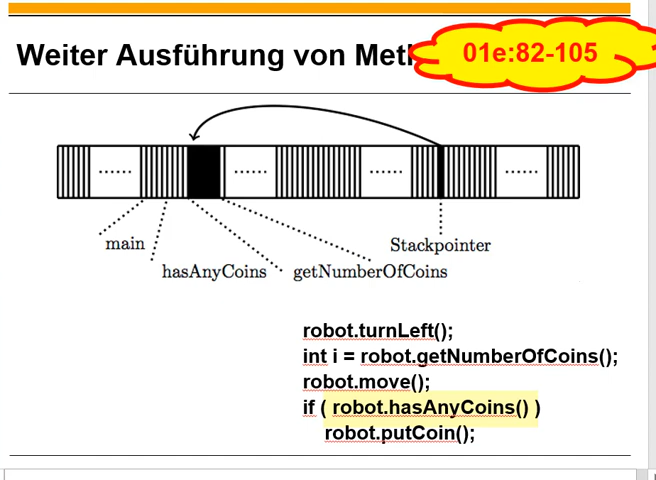 Weiter Ausführung von
01e:82-105
...... ...... ...... ......
main
Stackpointer
hasAnyCoins
getNumberOfCoins
robot.turnLeft();
int i = robot.getNumberOfCoins();
robot.move();
if ( robot.hasAnyCoins() )
robot.putCoin();